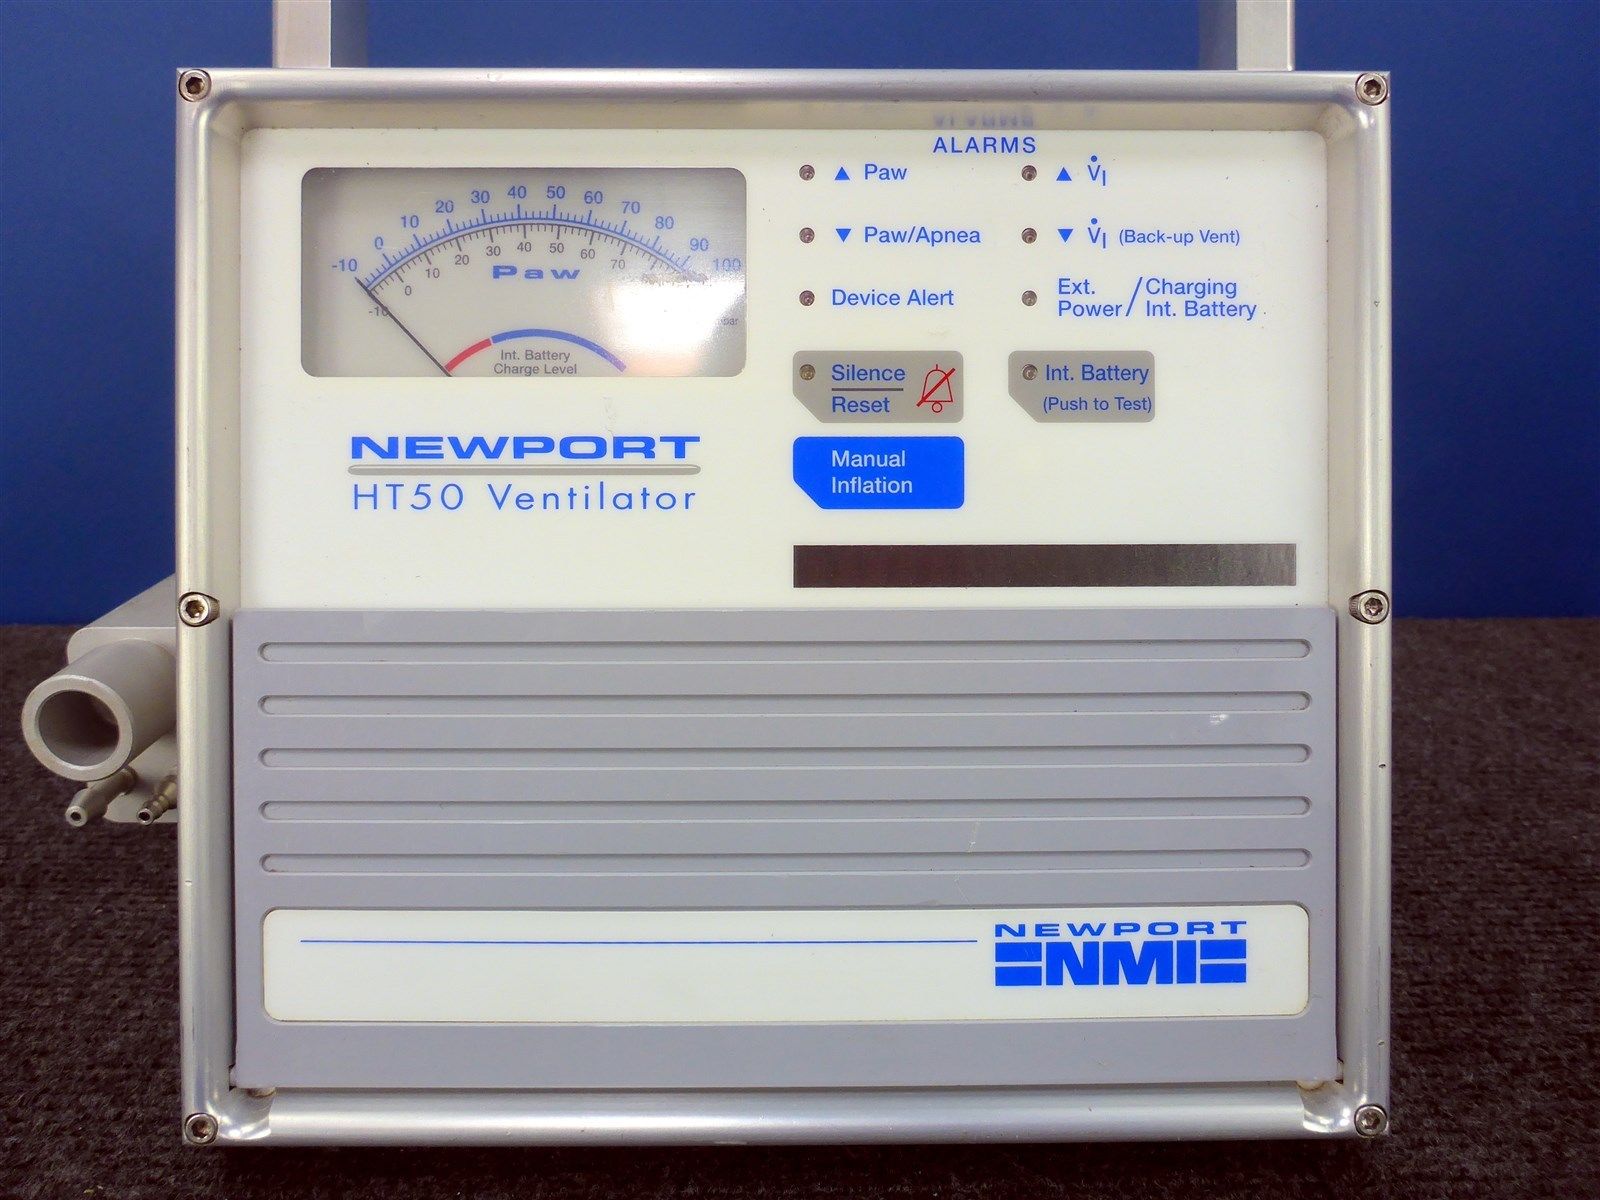 ALARMS
Paw
V̇I
Paw/Apnea
V̇I (Back-up Vent)
Device Alert
Ext. Power/Charging Int. Battery
-10 0 10 20 30 40 50 60 70 80 90 100
-10 0 10 20 30 40 50 60 70
Paw
Int. Battery
Charge Level
Silence
Reset
Int. Battery
(Push to Test)
Manual
Inflation
NEWPORT
HT50 Ventilator
NEWPORT
NMI